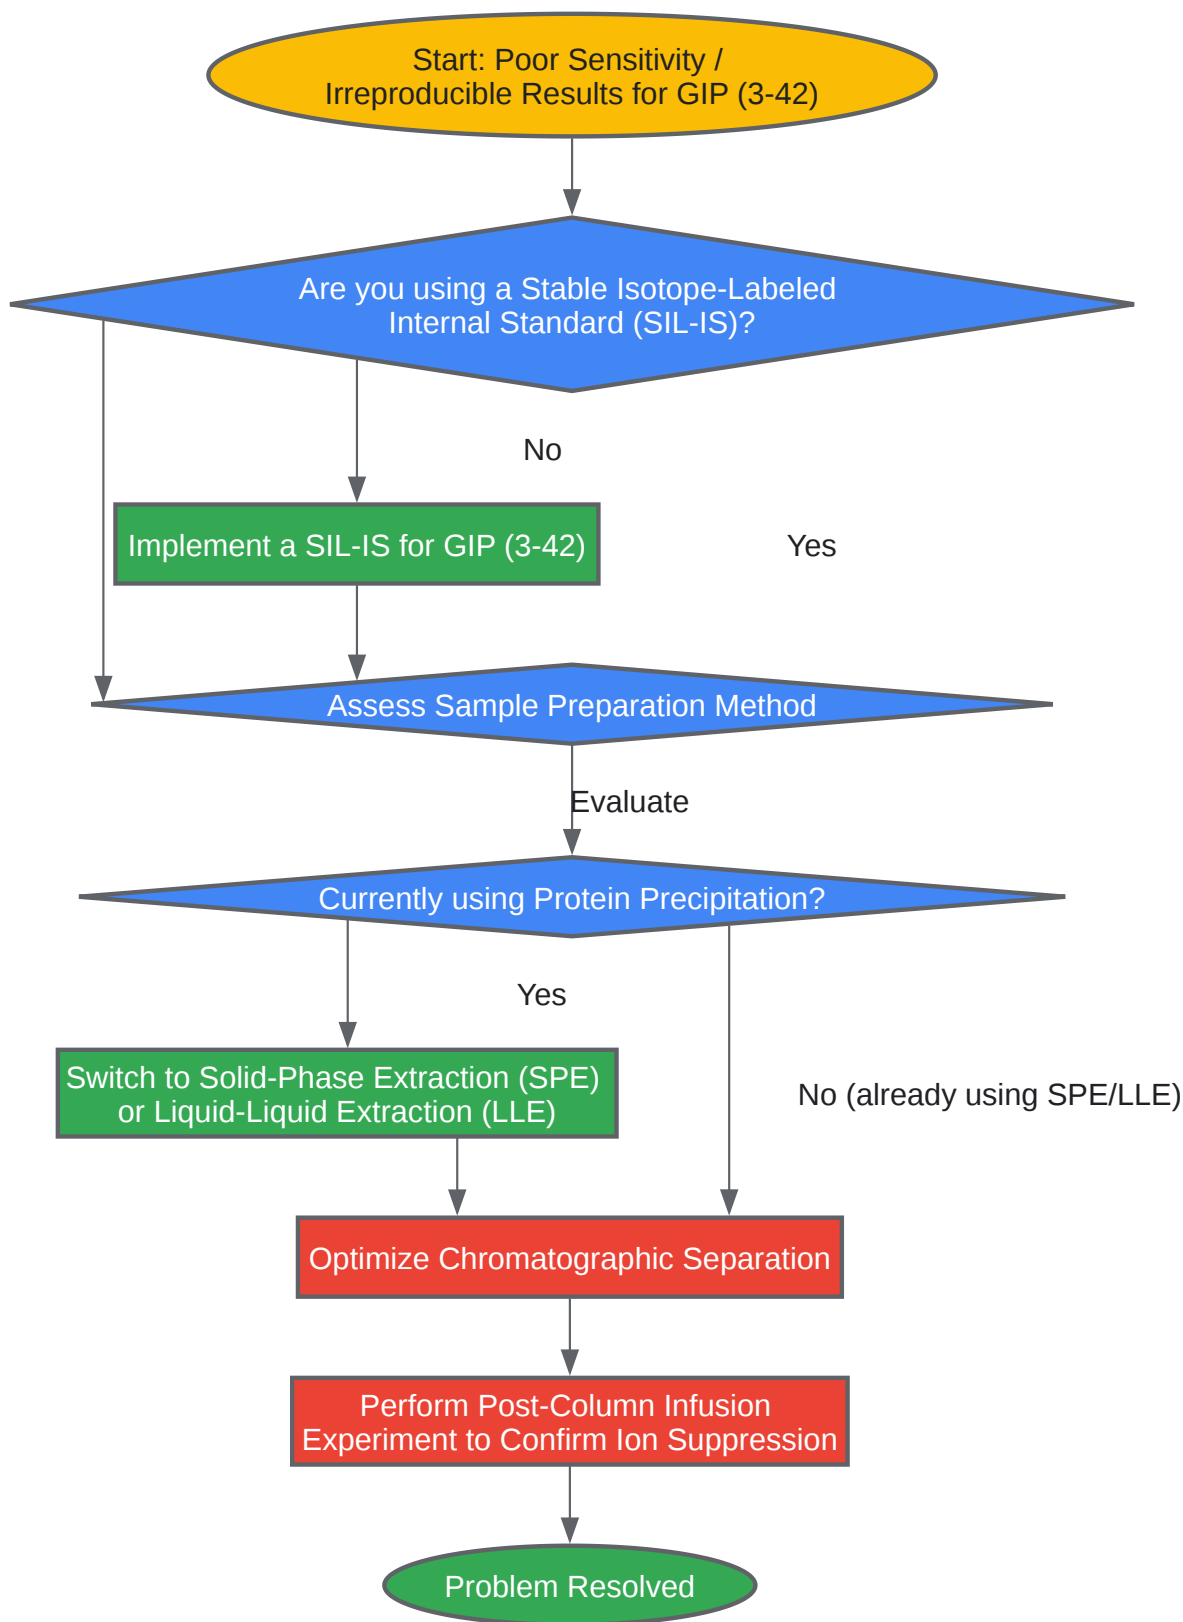 Start: Poor Sensitivity /
Irreproducible Results for GIP (3-42)
Are you using a Stable Isotope-Labeled
Internal Standard (SIL-IS)?
No
Implement a SIL-IS for GIP (3-42)
Yes
Assess Sample Preparation Method
Evaluate
Currently using Protein Precipitation?
Yes
Switch to Solid-Phase Extraction (SPE)
or Liquid-Liquid Extraction (LLE)
No (already using SPE/LLE)
Optimize Chromatographic Separation
Perform Post-Column Infusion
Experiment to Confirm Ion Suppression
Problem Resolved